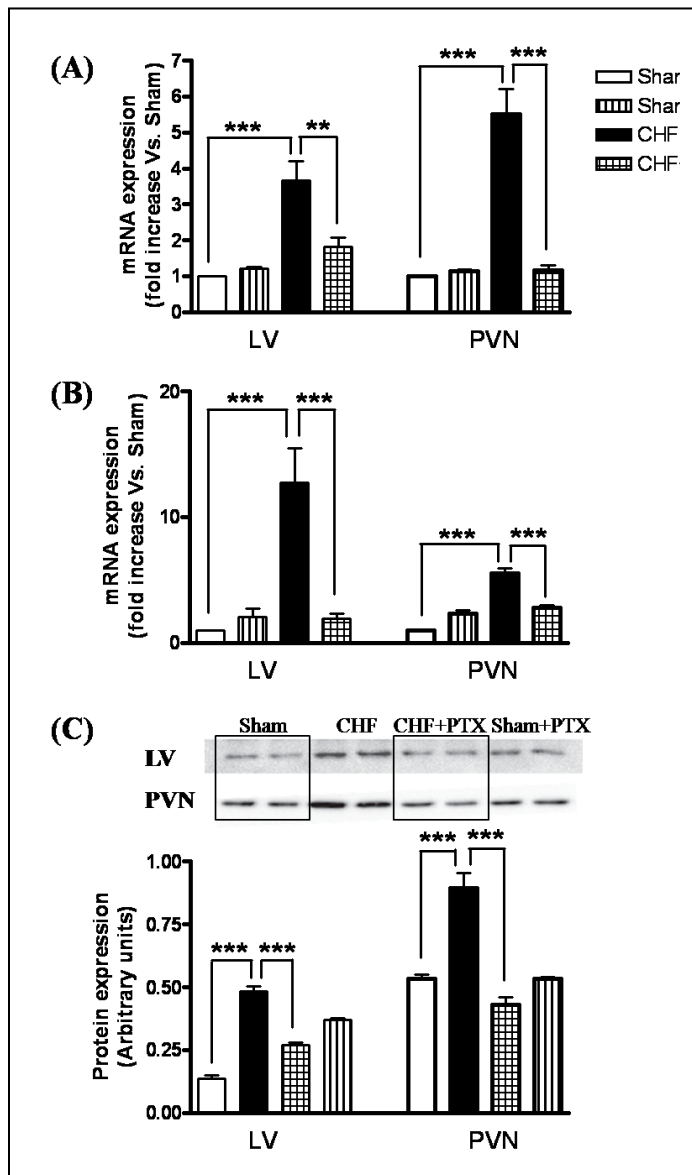 (A)
mRNA expression
(fold increase Vs. Sham)
7
6
5
4
3
2
1
0
***
**
***
***
LV
PVN
Shar
Shar
CHF
CHF
(B)
mRNA expression
(fold increase Vs. Sham)
20
10
0
***
***
***
***
LV
PVN
(C)
Sham CHF CHF+PTX Sham+PTX
LV
PVN
Protein expression
(Arbitrary units)
1.00
0.75
0.50
0.25
0.00
***
***
***
***
LV
PVN